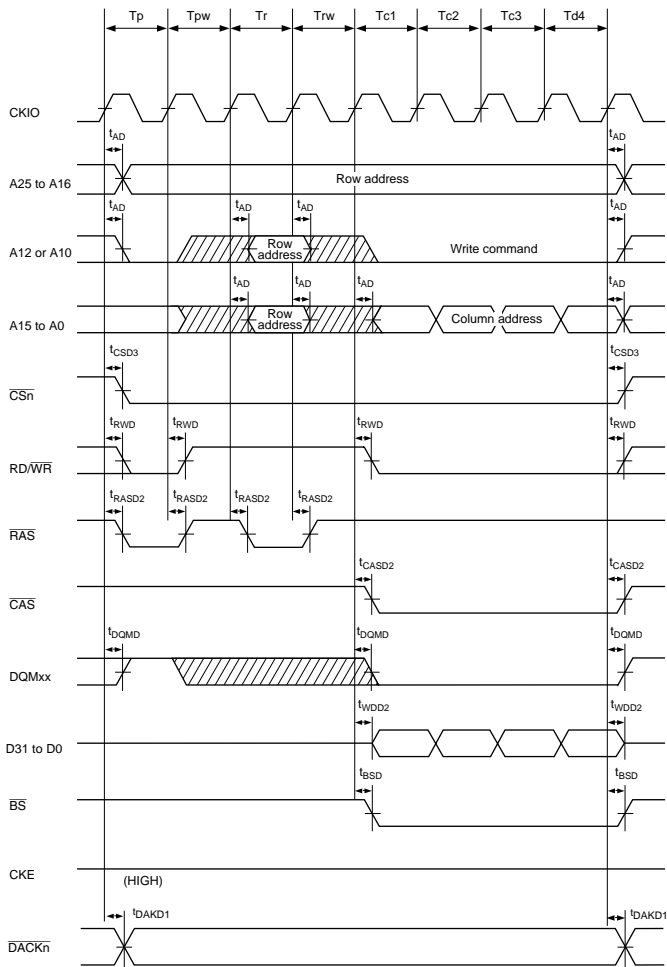 Tp Tpw Tr Trw Tc1 Tc2 Tc3 Td4
CKIO
tAD tAD
A25 to A16 Row address
tAD tAD tAD tAD
A12 or A10 Row address Write command
tAD tAD tAD tAD
A15 to A0 Row address Column address
tCSD3 tCSD3
CSn
tRWD tRWD tRWD tRWD
RD/WR
tRASD2 tRASD2 tRASD2 tRASD2
RAS
tCASD2 tCASD2
CAS
tDQMD tDQMD tDQMD
DQMxx
tWDD2 tWDD2
D31 to D0
tBSD tBSD
BS
CKE
(HIGH)
tDAKD1 tDAKD1
DACKn